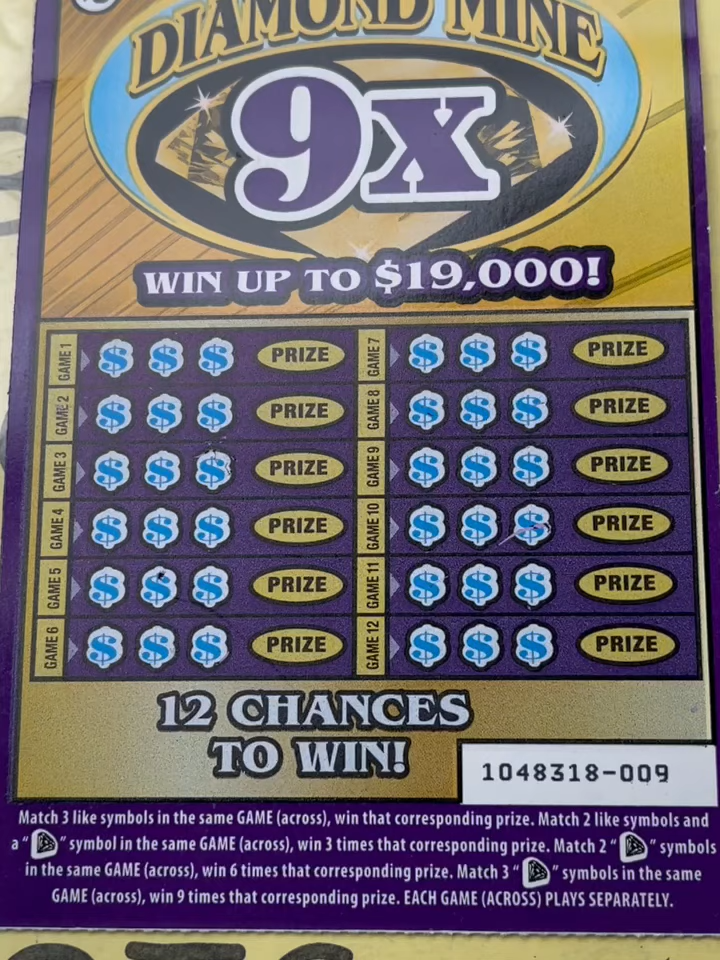 DIAMOND MINE
9X
WIN UP TO $19,000!
GAME 1 $ $ $ PRIZE GAME 7 $ $ $ PRIZE
GAME 2 $ $ $ PRIZE GAME 8 $ $ $ PRIZE
GAME 3 $ $ $ PRIZE GAME 9 $ $ $ PRIZE
GAME 4 $ $ $ PRIZE GAME 10 $ $ $ PRIZE
GAME 5 $ $ $ PRIZE GAME 11 $ $ $ PRIZE
GAME 6 $ $ $ PRIZE GAME 12 $ $ $ PRIZE
12 CHANCES
TO WIN!
1048318-009
Match 3 like symbols in the same GAME (across), win that corresponding prize. Match 2 like symbols and
a " " symbol in the same GAME (across), win 3 times that corresponding prize. Match 2 " " symbols
in the same GAME (across), win 6 times that corresponding prize. Match 3 " " symbols in the same
GAME (across), win 9 times that corresponding prize. EACH GAME (ACROSS) PLAYS SEPARATELY.